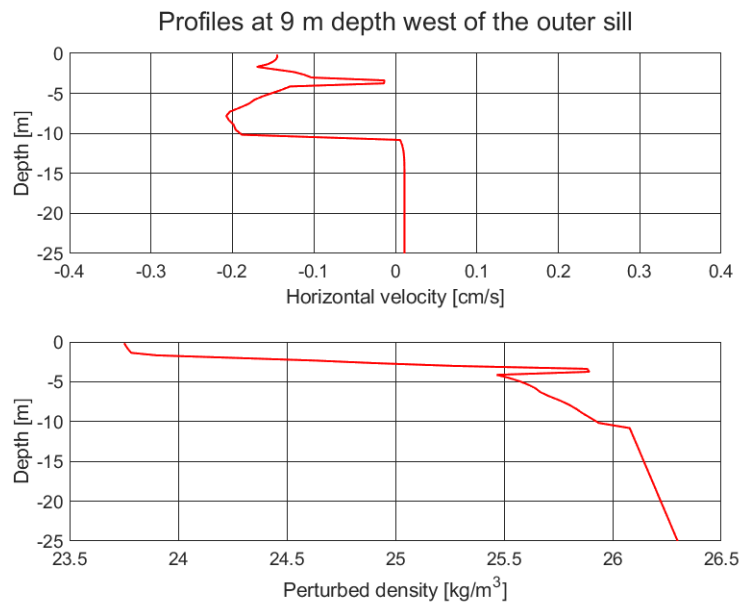 Profiles at 9 m depth west of the outer sill
0
-5
-10
-15
-20
-25
Depth [m]
-0.4 -0.3 -0.2 -0.1 0 0.1 0.2 0.3 0.4
Horizontal velocity [cm/s]
0
-5
-10
-15
-20
-25
Depth [m]
23.5 24 24.5 25 25.5 26 26.5
Perturbed density [kg/m³]